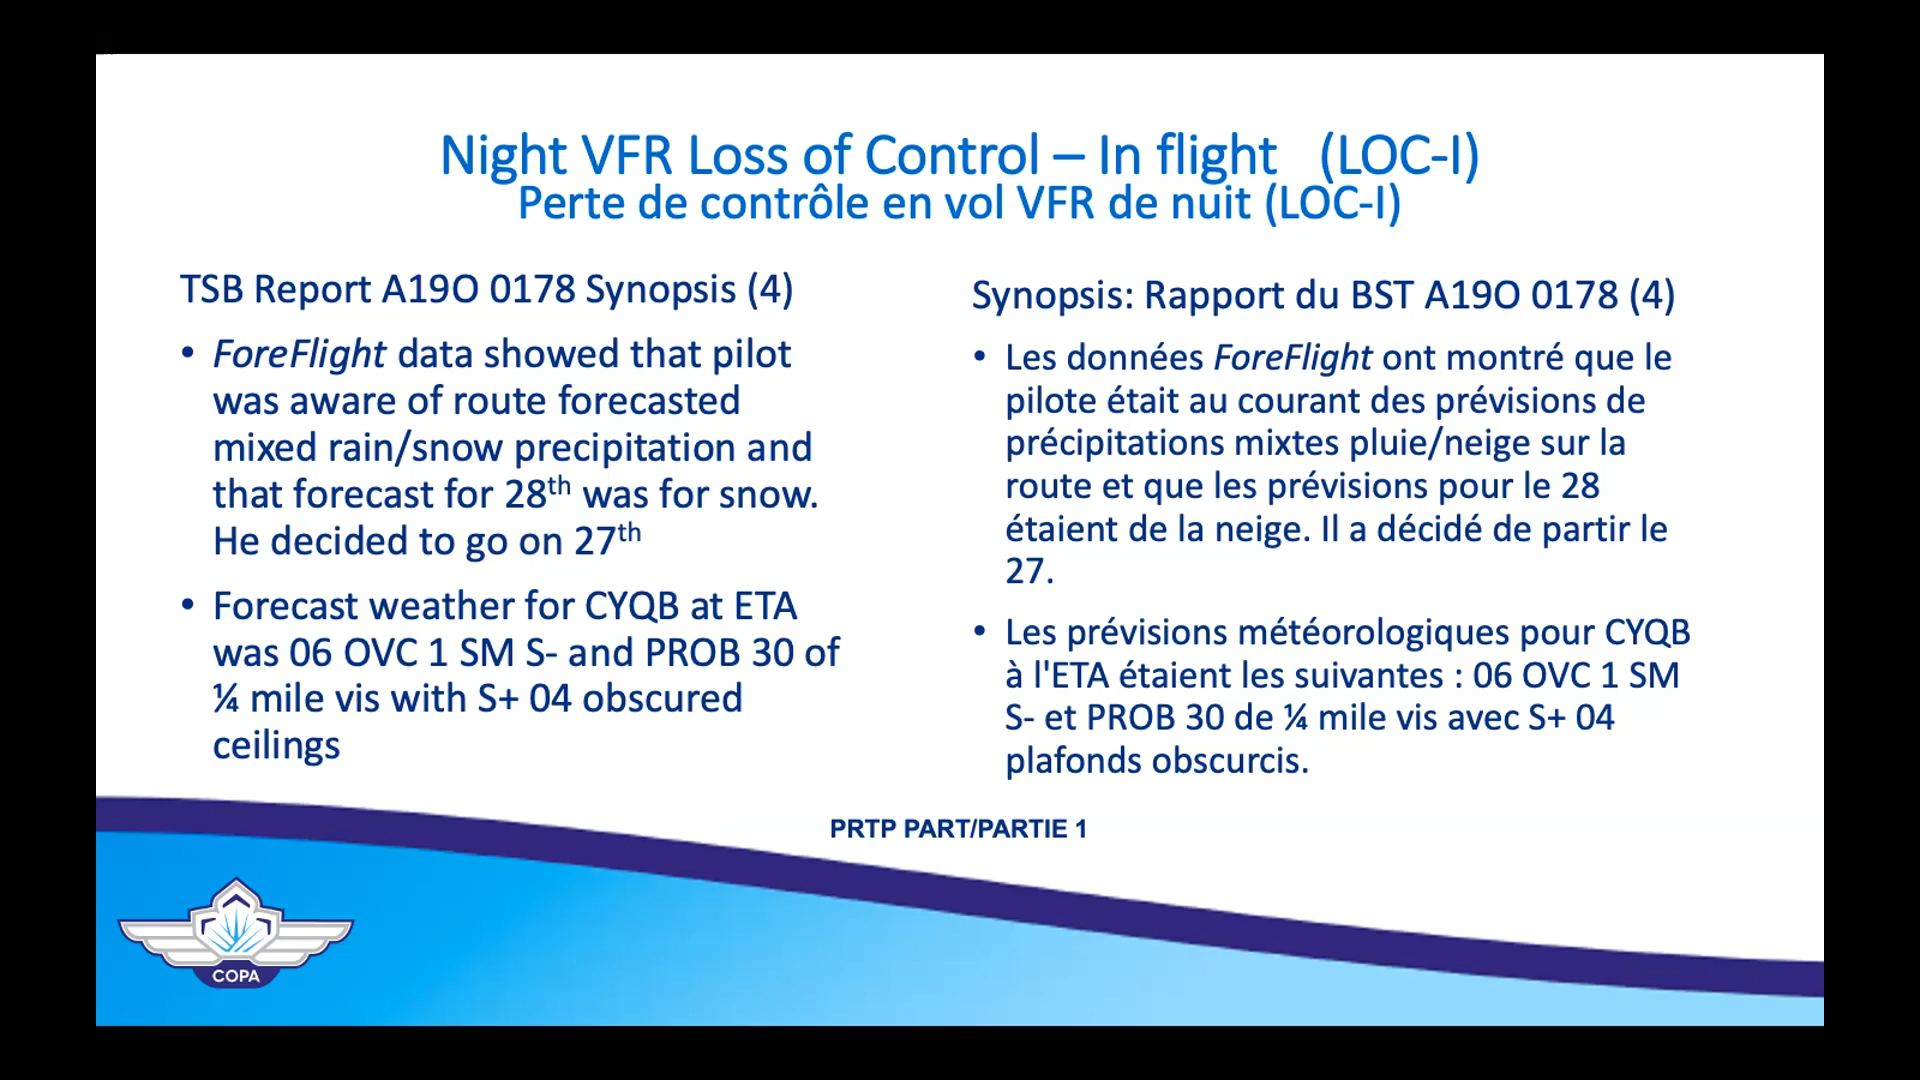 Night VFR Loss of Control – In flight (LOC-I)
Perte de contrôle en vol VFR de nuit (LOC-I)
TSB Report A19O 0178 Synopsis (4)
• ForeFlight data showed that pilot
was aware of route forecasted
mixed rain/snow precipitation and
that forecast for 28th was for snow.
He decided to go on 27th
• Forecast weather for CYQB at ETA
was 06 OVC 1 SM S- and PROB 30 of
¼ mile vis with S+ 04 obscured
ceilings
Synopsis: Rapport du BST A19O 0178 (4)
• Les données ForeFlight ont montré que le
pilote était au courant des prévisions de
précipitations mixtes pluie/neige sur la
route et que les prévisions pour le 28
étaient de la neige. Il a décidé de partir le
27.
• Les prévisions météorologiques pour CYQB
à l'ETA étaient les suivantes : 06 OVC 1 SM
S- et PROB 30 de ¼ mile vis avec S+ 04
plafonds obscurcis.
PRTP PART/PARTIE 1
COPA